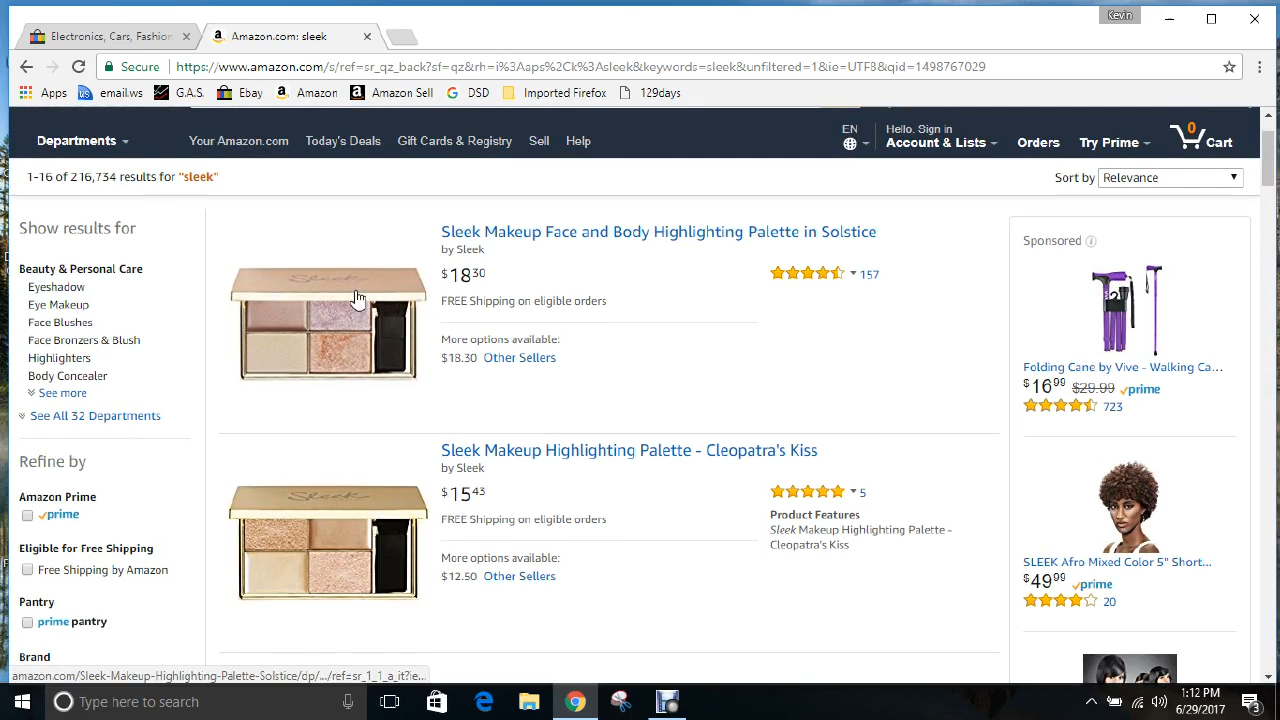 Kevin
Electronics, Cars, Fashion
Amazon.com: sleek
Secure
https://www.amazon.com/s/ref=sr_qz_back?sf=qz&rh=i%3Aaps%2Ck%3Asleek&keywords=sleek&unfiltered=1&ie=UTF8&qid=1498767029
Apps
email.ws
G.A.S.
Ebay
Amazon
Amazon Sell
DSD
Imported Firefox
129days
Departments
Your Amazon.com
Today's Deals
Gift Cards & Registry
Sell
Help
EN
Hello. Sign in
Account & Lists
Orders
Try Prime
0
Cart
1-16 of 216,734 results for "sleek"
Sort by
Relevance
Show results for
Beauty & Personal Care
Eyeshadow
Eye Makeup
Face Blushes
Face Bronzers & Blush
Highlighters
Body Concealer
See more
See All 32 Departments
Refine by
Amazon Prime
prime
Eligible for Free Shipping
Free Shipping by Amazon
Pantry
prime pantry
Brand
Sleek
Sleek Makeup Face and Body Highlighting Palette in Solstice
by Sleek
$18 30
157
FREE Shipping on eligible orders
More options available:
$18.30 Other Sellers
Sleek
Sleek Makeup Highlighting Palette - Cleopatra's Kiss
by Sleek
$15 43
5
FREE Shipping on eligible orders
Product Features
Sleek Makeup Highlighting Palette -
Cleopatra's Kiss
More options available:
$12.50 Other Sellers
Sponsored
Folding Cane by Vive - Walking Ca...
$16 99 $29.99 prime
723
SLEEK Afro Mixed Color 5" Short...
$49 99 prime
20
amazon.com/Sleek-Makeup-Highlighting-Palette-Solstice/dp/.../ref=sr_1_1_a_it?ie...
Type here to search
1:12 PM
6/29/2017
3